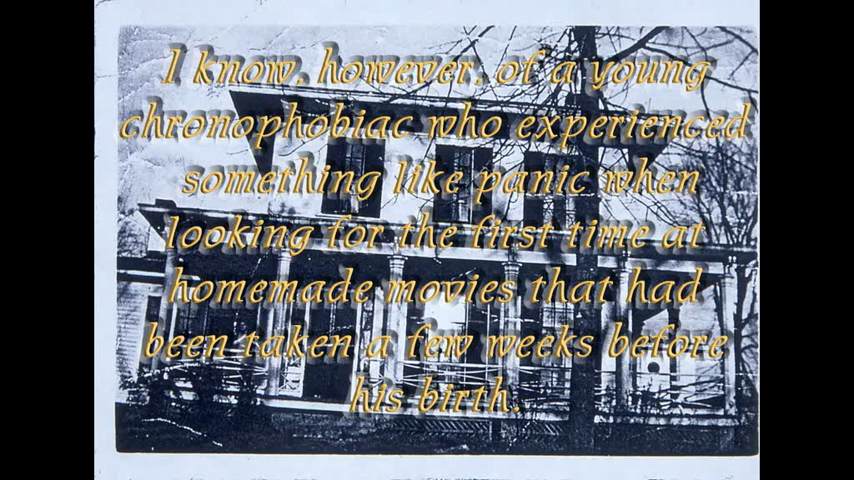 I know, however, of a young
chronophobiac who experienced
something like panic when
looking for the first time at
homemade movies that had
been taken a few weeks before
his birth.